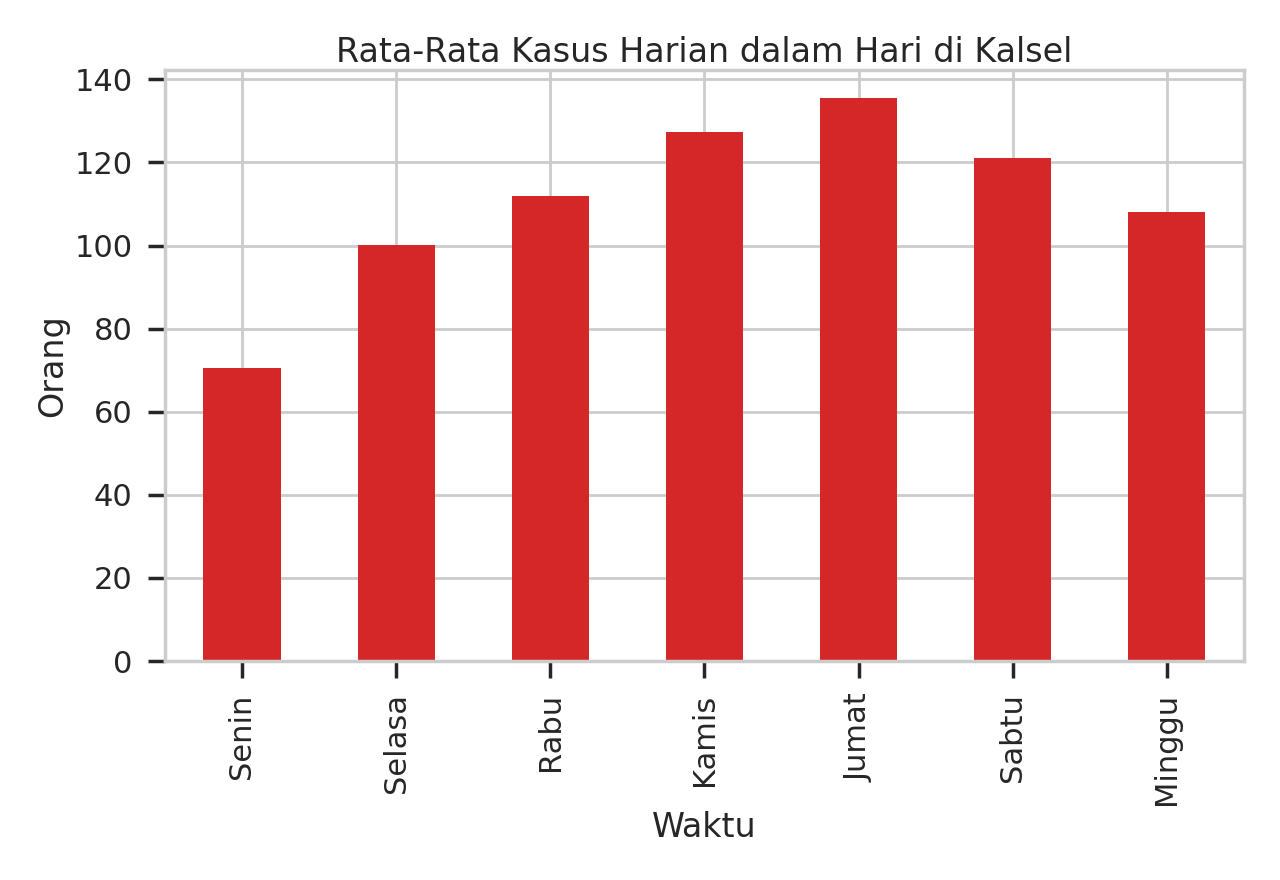 Rata-Rata Kasus Harian dalam Hari di Kalsel
140
120
100
80
60
40
20
0
Orang
Senin
Selasa
Rabu
Kamis
Jumat
Sabtu
Minggu
Waktu